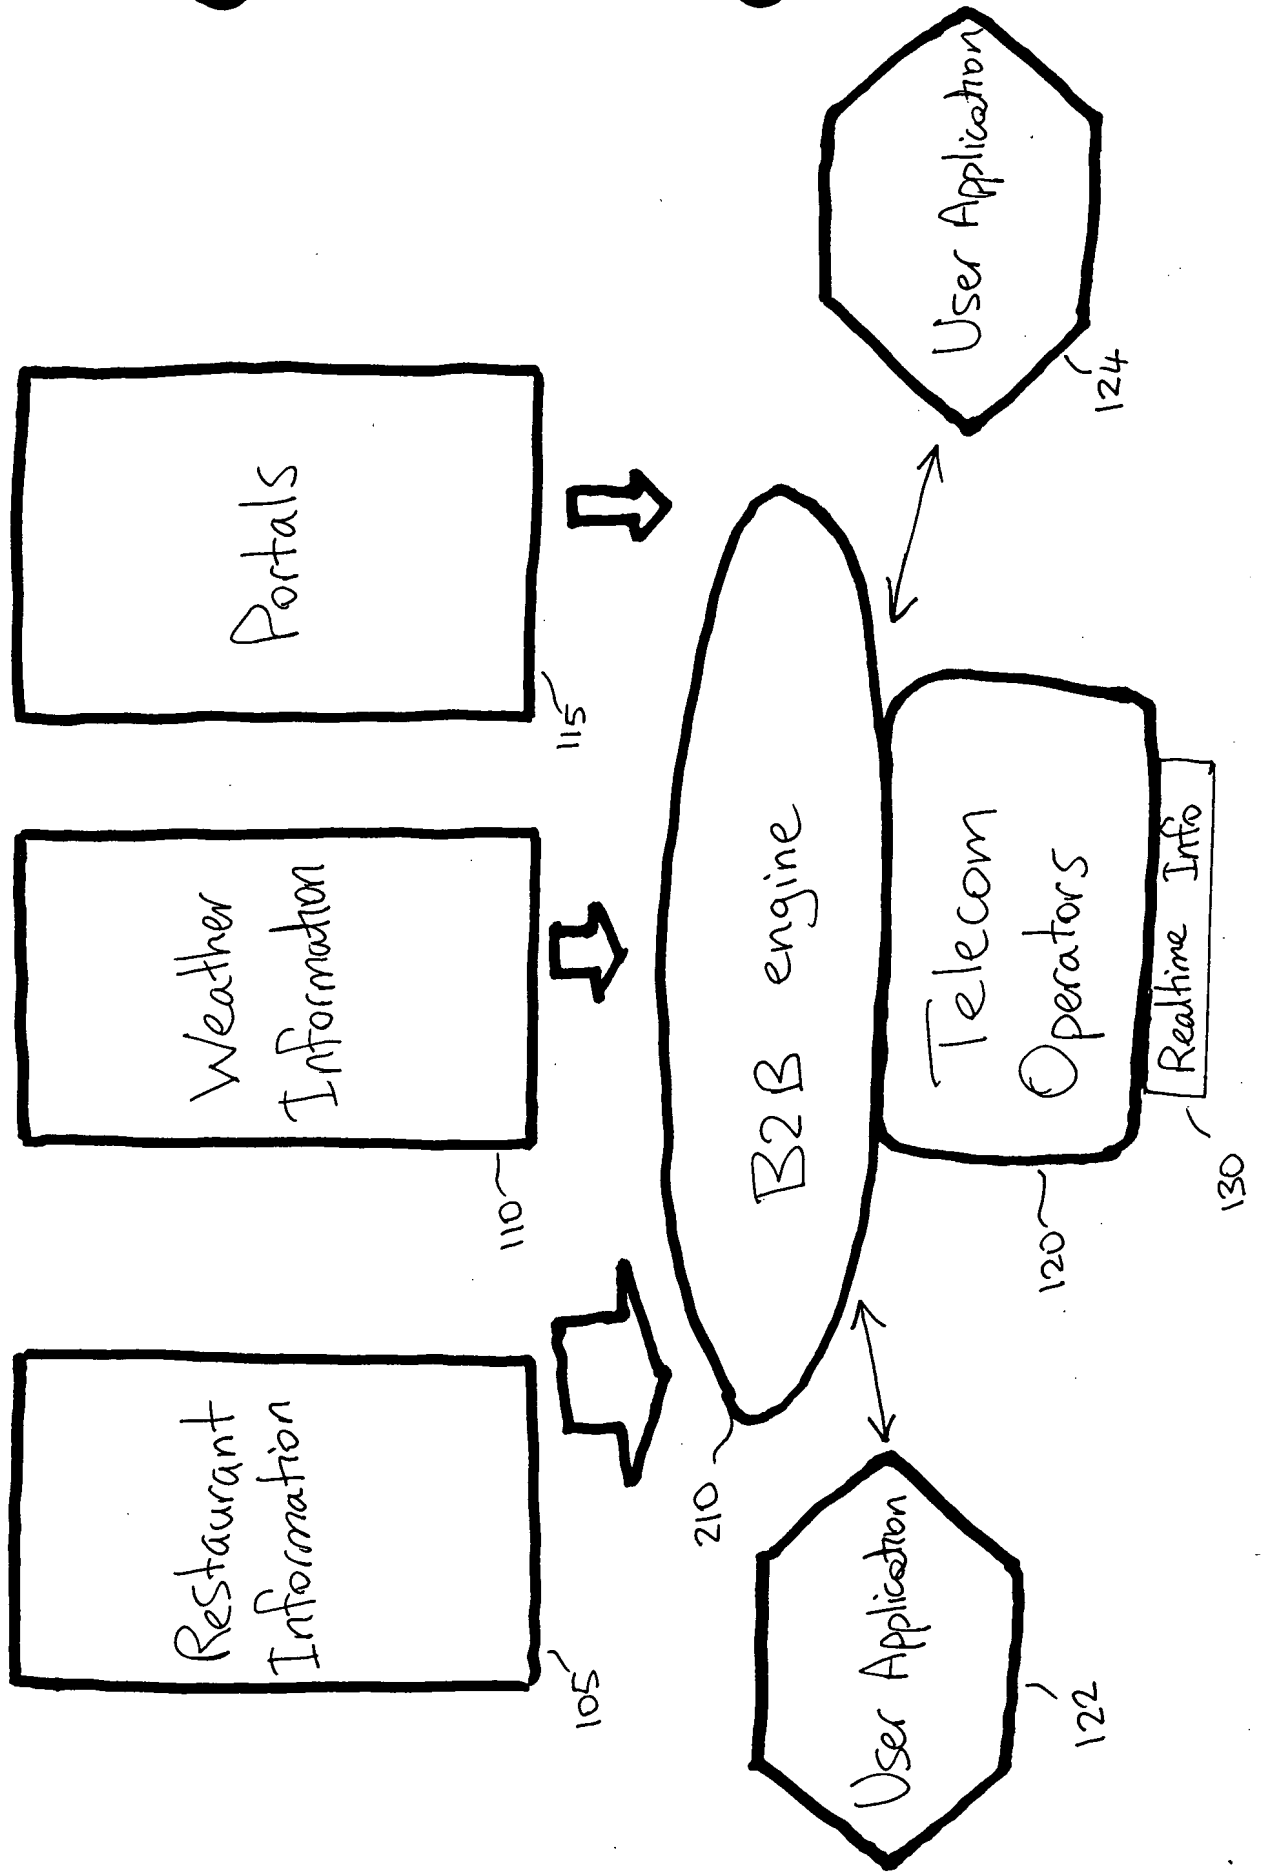 Restaurant
Information
105
Weather
Information
110
Portals
115
B2B engine
210
Telecom
Operators
120
Realtime Info
130
User Application
122
User Application
124